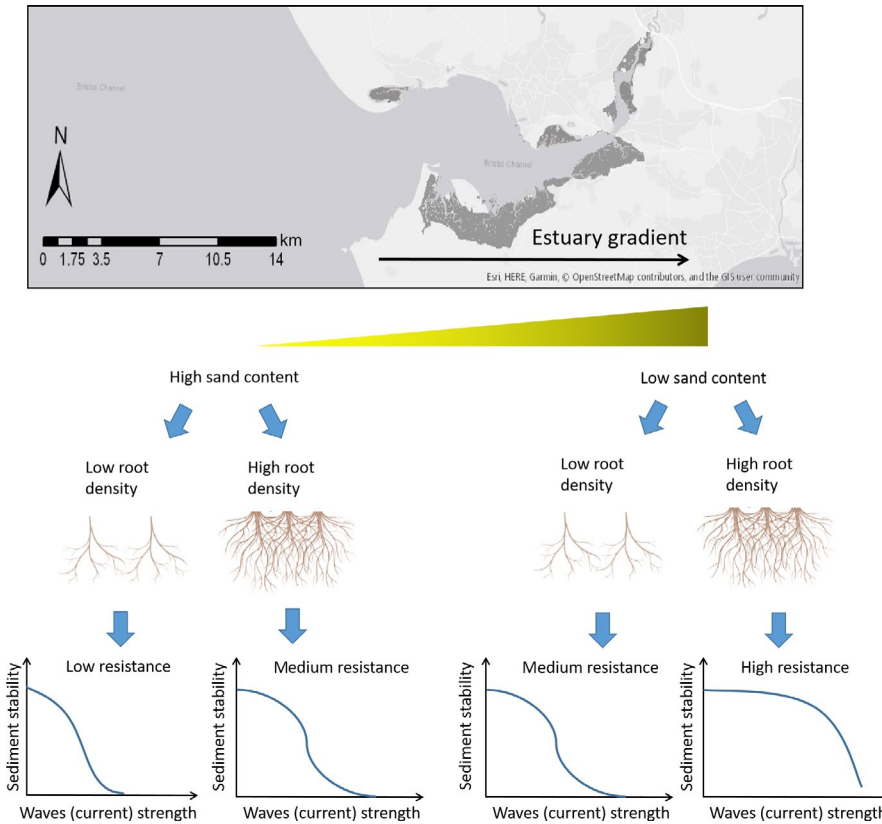 Bristol Channel
Bristol Channel
N
km
0 1.75 3.5 7 10.5 14
Estuary gradient
Esri, HERE, Garmin, © OpenStreetMap contributors, and the GIS user community
High sand content
Low sand content
Low root
density
High root
density
Low root
density
High root
density
Low resistance
Medium resistance
Medium resistance
High resistance
Sediment stability
Sediment stability
Sediment stability
Sediment stability
Waves (current) strength
Waves (current) strength
Waves (current) strength
Waves (current) strength